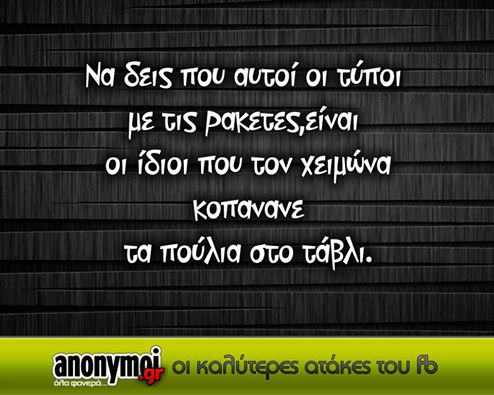 Να δεις που αυτοί οι τύποι
με τις ρακετες,είναι
οι ίδιοι που τον χειμώνα
κοπανανε
τα πούλια στο τάβλι.
anonymoi.gr οι καλύτερες ατάκες του fb
όλα φανερά...